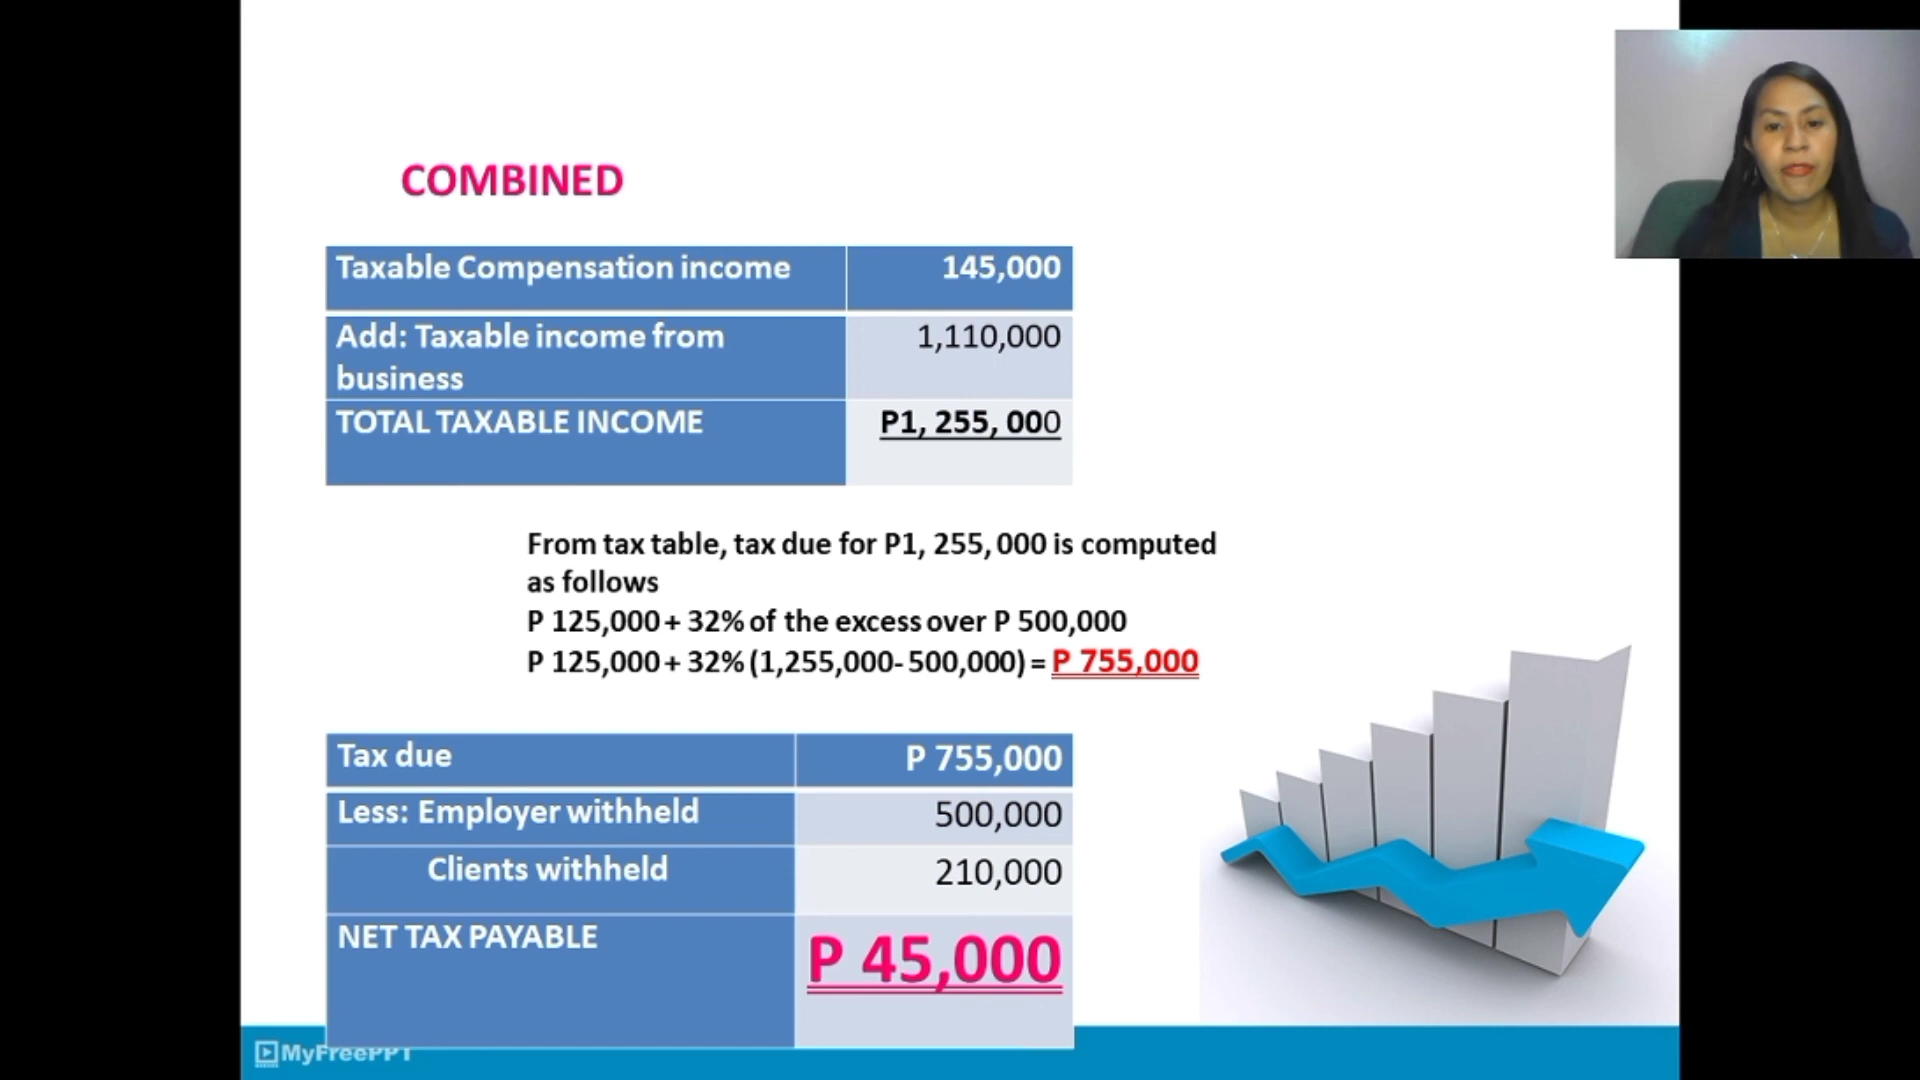 COMBINED
Taxable Compensation income 145,000
Add: Taxable income from 1,110,000
business
TOTAL TAXABLE INCOME P1, 255, 000
From tax table, tax due for P1, 255, 000 is computed
as follows
P 125,000 + 32% of the excess over P 500,000
P 125,000 + 32% (1,255,000- 500,000) = P 755,000
Tax due P 755,000
Less: Employer withheld 500,000
Clients withheld 210,000
NET TAX PAYABLE P 45,000
MyFreePPT